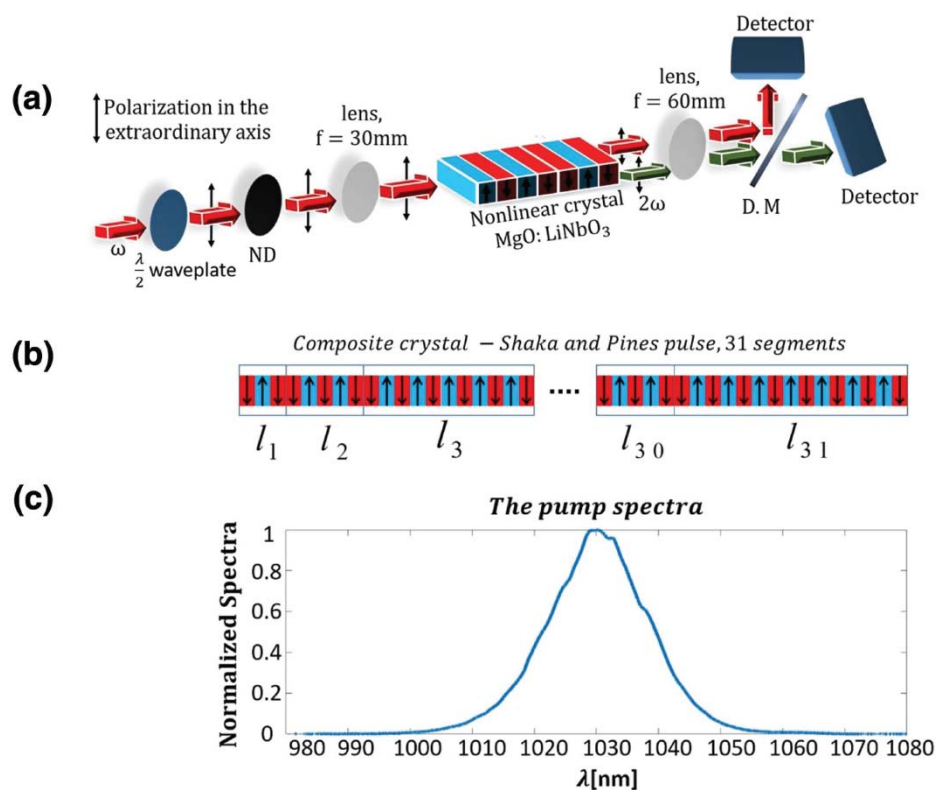 (a)
Polarization in the
extraordinary axis
ω
λ/2 waveplate
ND
lens,
f = 30mm
Nonlinear crystal
MgO: LiNbO₃
2ω
lens,
f = 60mm
D. M
Detector
Detector
(b)
Composite crystal − Shaka and Pines pulse, 31 segments
....
l₁ l₂ l₃ l₃₀ l₃₁
(c)
The pump spectra
Normalized Spectra
1
0.8
0.6
0.4
0.2
0
980 990 1000 1010 1020 1030 1040 1050 1060 1070 1080
λ[nm]